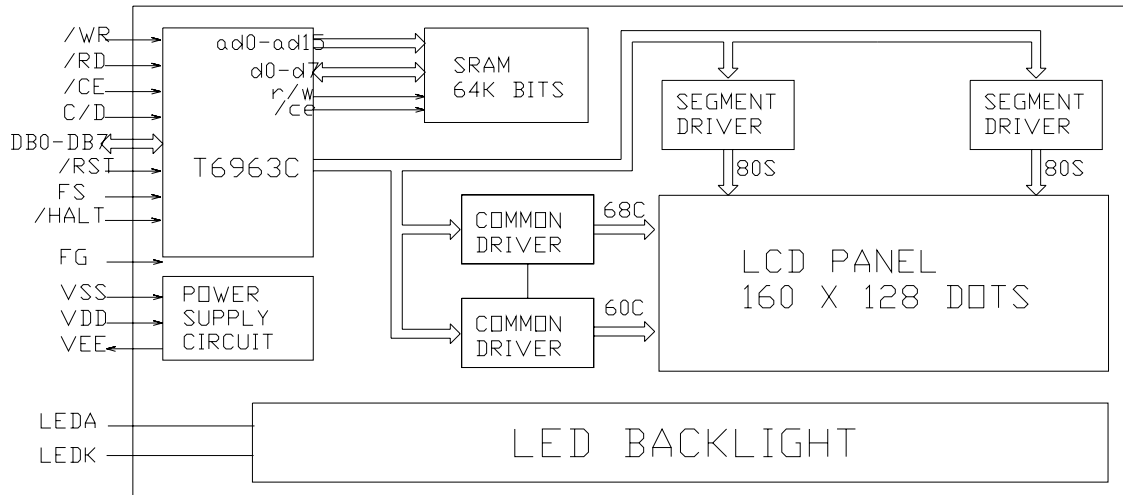 /WR
/RD
/CE
C/D
DB0-DB7
/RST
FS
/HALT
FG
VSS
VDD
VEE
LEDA
LEDK
ad0-ad15
d0-d7
r/w
/ce
T6963C
POWER
SUPPLY
CIRCUIT
SRAM
64K BITS
SEGMENT
DRIVER
80S
SEGMENT
DRIVER
80S
COMMON
DRIVER
68C
COMMON
DRIVER
60C
LCD PANEL
160 X 128 DOTS
LED BACKLIGHT